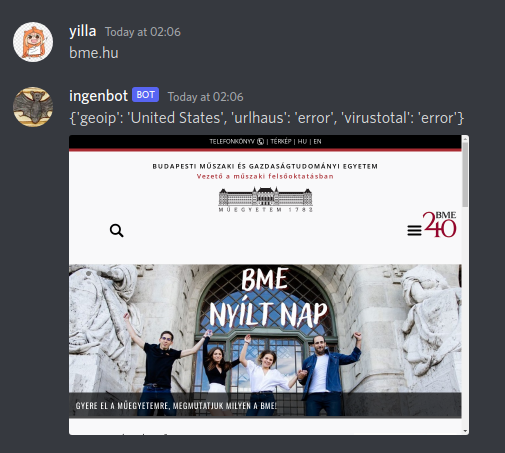 yilla Today at 02:06
bme.hu
ingenbot BOT Today at 02:06
{'geoip': 'United States', 'urlhaus': 'error', 'virustotal': 'error'}
TELEFONKÖNYV | TÉRKÉP | HU | EN
BUDAPESTI MŰSZAKI ÉS GAZDASÁGTUDOMÁNYI EGYETEM
Vezető a műszaki felsőoktatásban
MŰEGYETEM 1782
BME
240
BME
NYÍLT NAP
GYERE EL A MŰEGYETEMRE, MEGMUTATJUK MILYEN A BME!